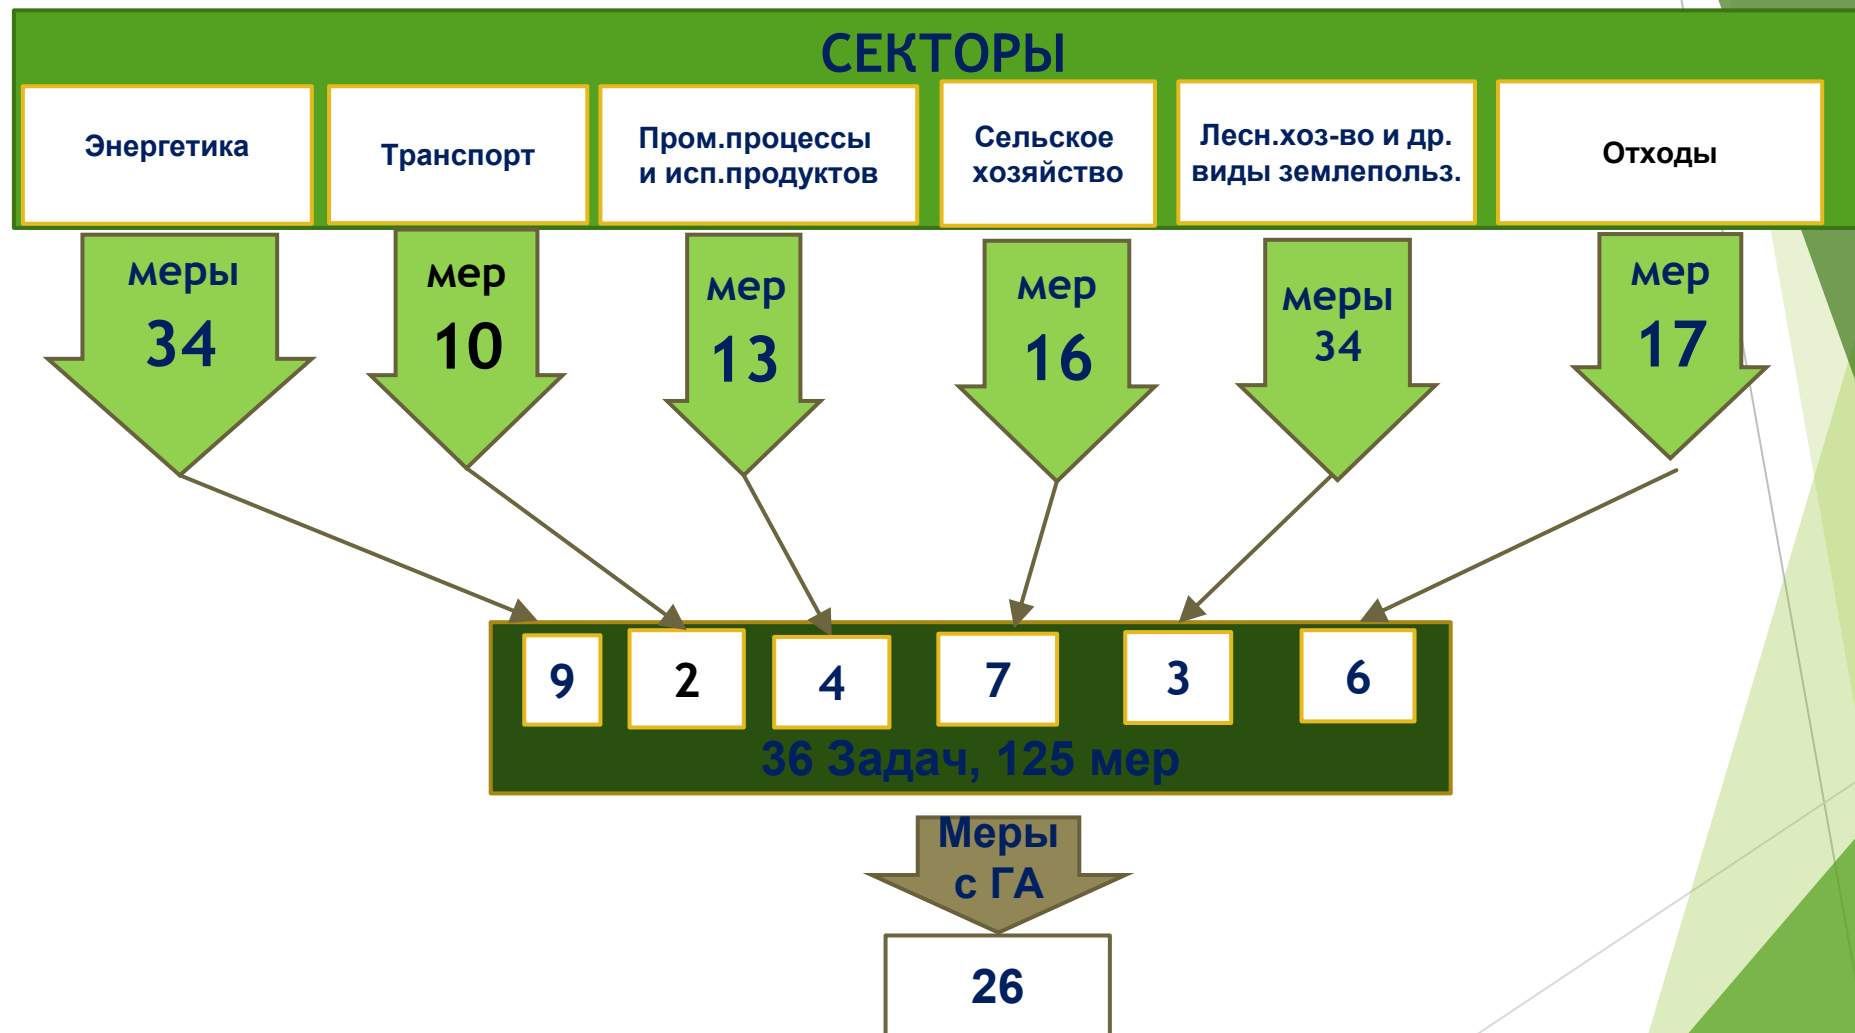 СЕКТОРЫ
Энергетика
Транспорт
Пром.процессы
и исп.продуктов
Сельское
хозяйство
Лесн.хоз-во и др.
виды землепольз.
Отходы
меры
34
мер
10
мер
13
мер
16
меры
34
мер
17
9
2
4
7
3
6
36 Задач, 125 мер
Меры
с ГА
26